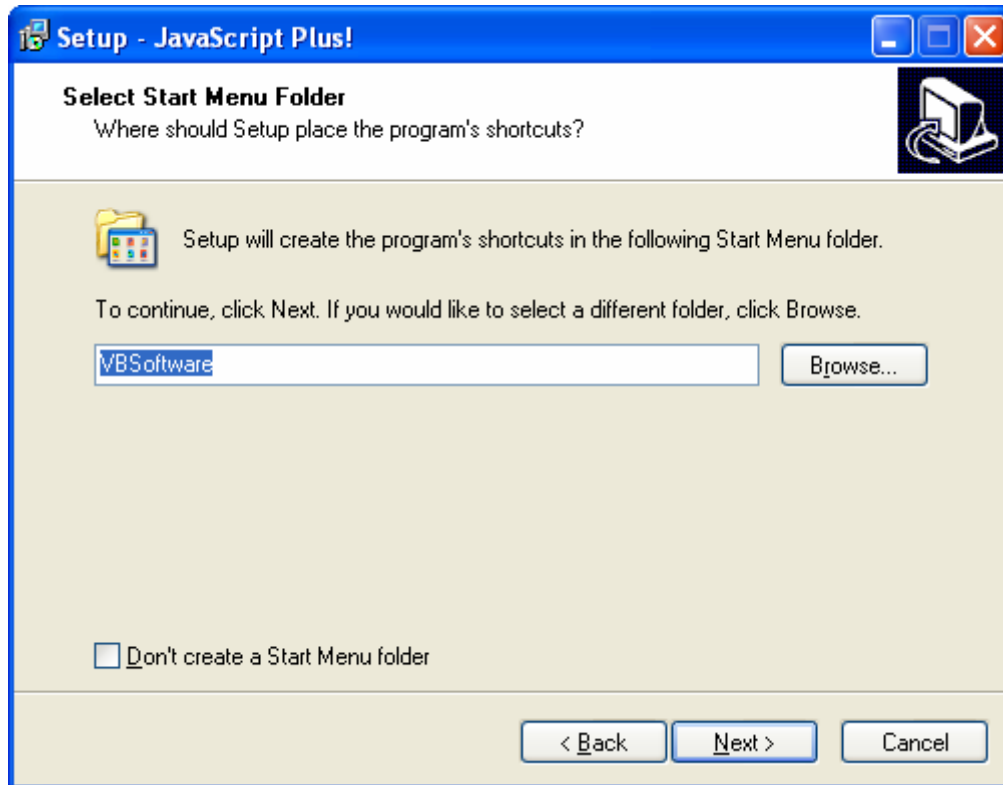 Setup - JavaScript Plus!
Select Start Menu Folder
Where should Setup place the program's shortcuts?
Setup will create the program's shortcuts in the following Start Menu folder.
To continue, click Next. If you would like to select a different folder, click Browse.
VBSoftware
Browse...
Don't create a Start Menu folder
< Back
Next >
Cancel